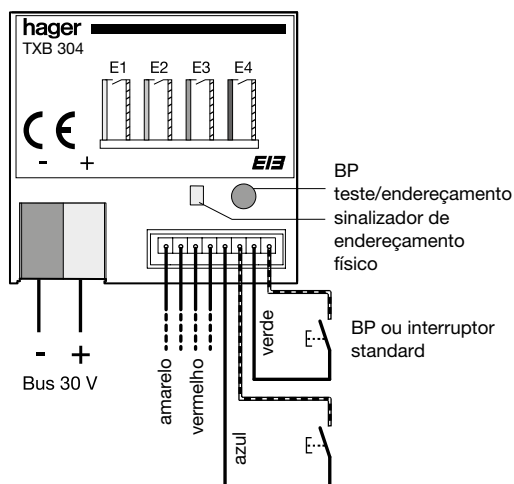 hager
TXB 304
E1 E2 E3 E4
CE
- +
EIB
BP
teste/endereçamento
sinalizador de
endereçamento
físico
- +
Bus 30 V
amarelo
vermelho
azul
verde
BP ou interruptor
standard